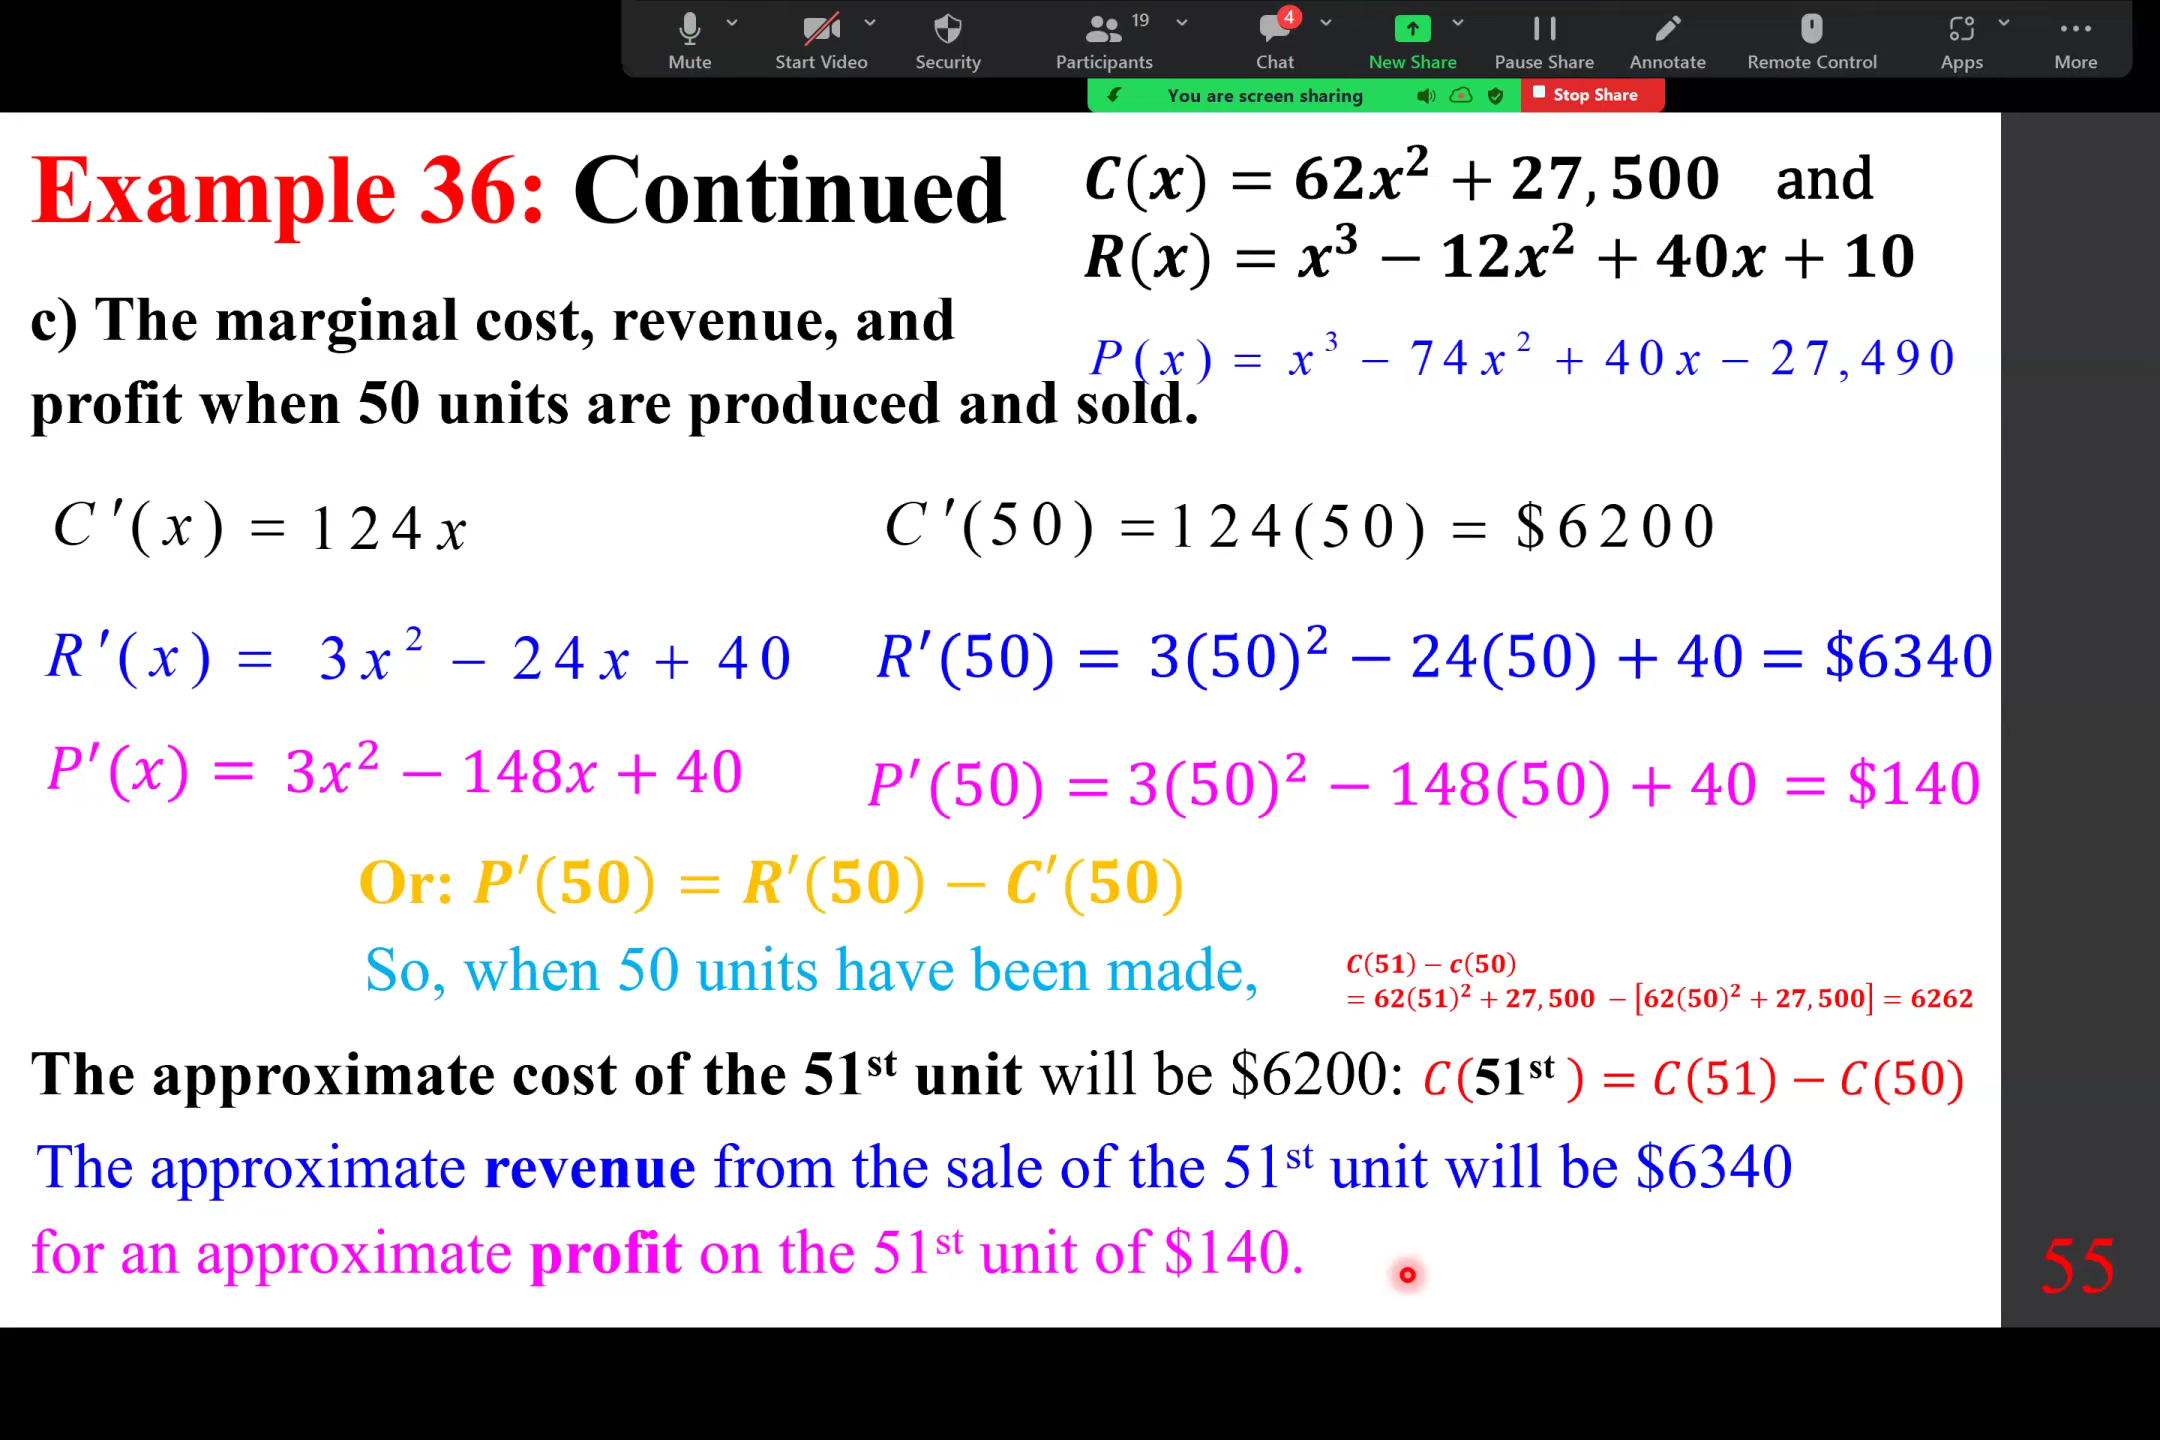 Mute
Start Video
Security
Participants 19
Chat 4
New Share
Pause Share
Annotate
Remote Control
Apps
More
You are screen sharing
Stop Share
Example 36: Continued
C(x) = 62x² + 27,500 and
R(x) = x³ − 12x² + 40x + 10
P(x) = x³ − 74x² + 40x − 27,490
c) The marginal cost, revenue, and
profit when 50 units are produced and sold.
C′(x) = 124x
C′(50) = 124(50) = $6200
R′(x) = 3x² − 24x + 40
R′(50) = 3(50)² − 24(50) + 40 = $6340
P′(x) = 3x² − 148x + 40
P′(50) = 3(50)² − 148(50) + 40 = $140
Or: P′(50) = R′(50) − C′(50)
So, when 50 units have been made,
C(51) − c(50)
= 62(51)² + 27,500 − [62(50)² + 27,500] = 6262
The approximate cost of the 51st unit will be $6200: C(51st ) = C(51) − C(50)
The approximate revenue from the sale of the 51st unit will be $6340
for an approximate profit on the 51st unit of $140.
55